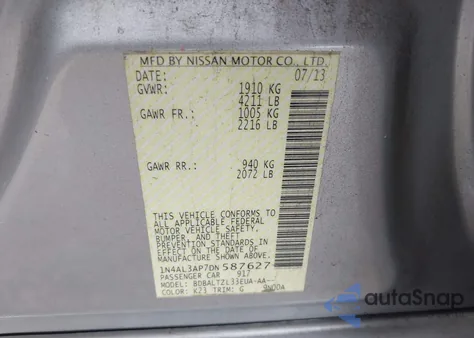 MFD BY NISSAN MOTOR CO., LTD.
DATE: 07/13
GVWR: 1910 KG
4211 LB
GAWR FR.: 1005 KG
2216 LB
GAWR RR.: 940 KG
2072 LB
THIS VEHICLE CONFORMS TO
ALL APPLICABLE FEDERAL
MOTOR VEHICLE SAFETY,
BUMPER, AND THEFT
PREVENTION STANDARDS IN
EFFECT ON THE DATE OF
MANUFACTURE SHOWN ABOVE.
1N4AL3AP7DN587627
PASSENGER CAR 917
MODEL:
COLOR: K23 TRIM: G
autoSnap